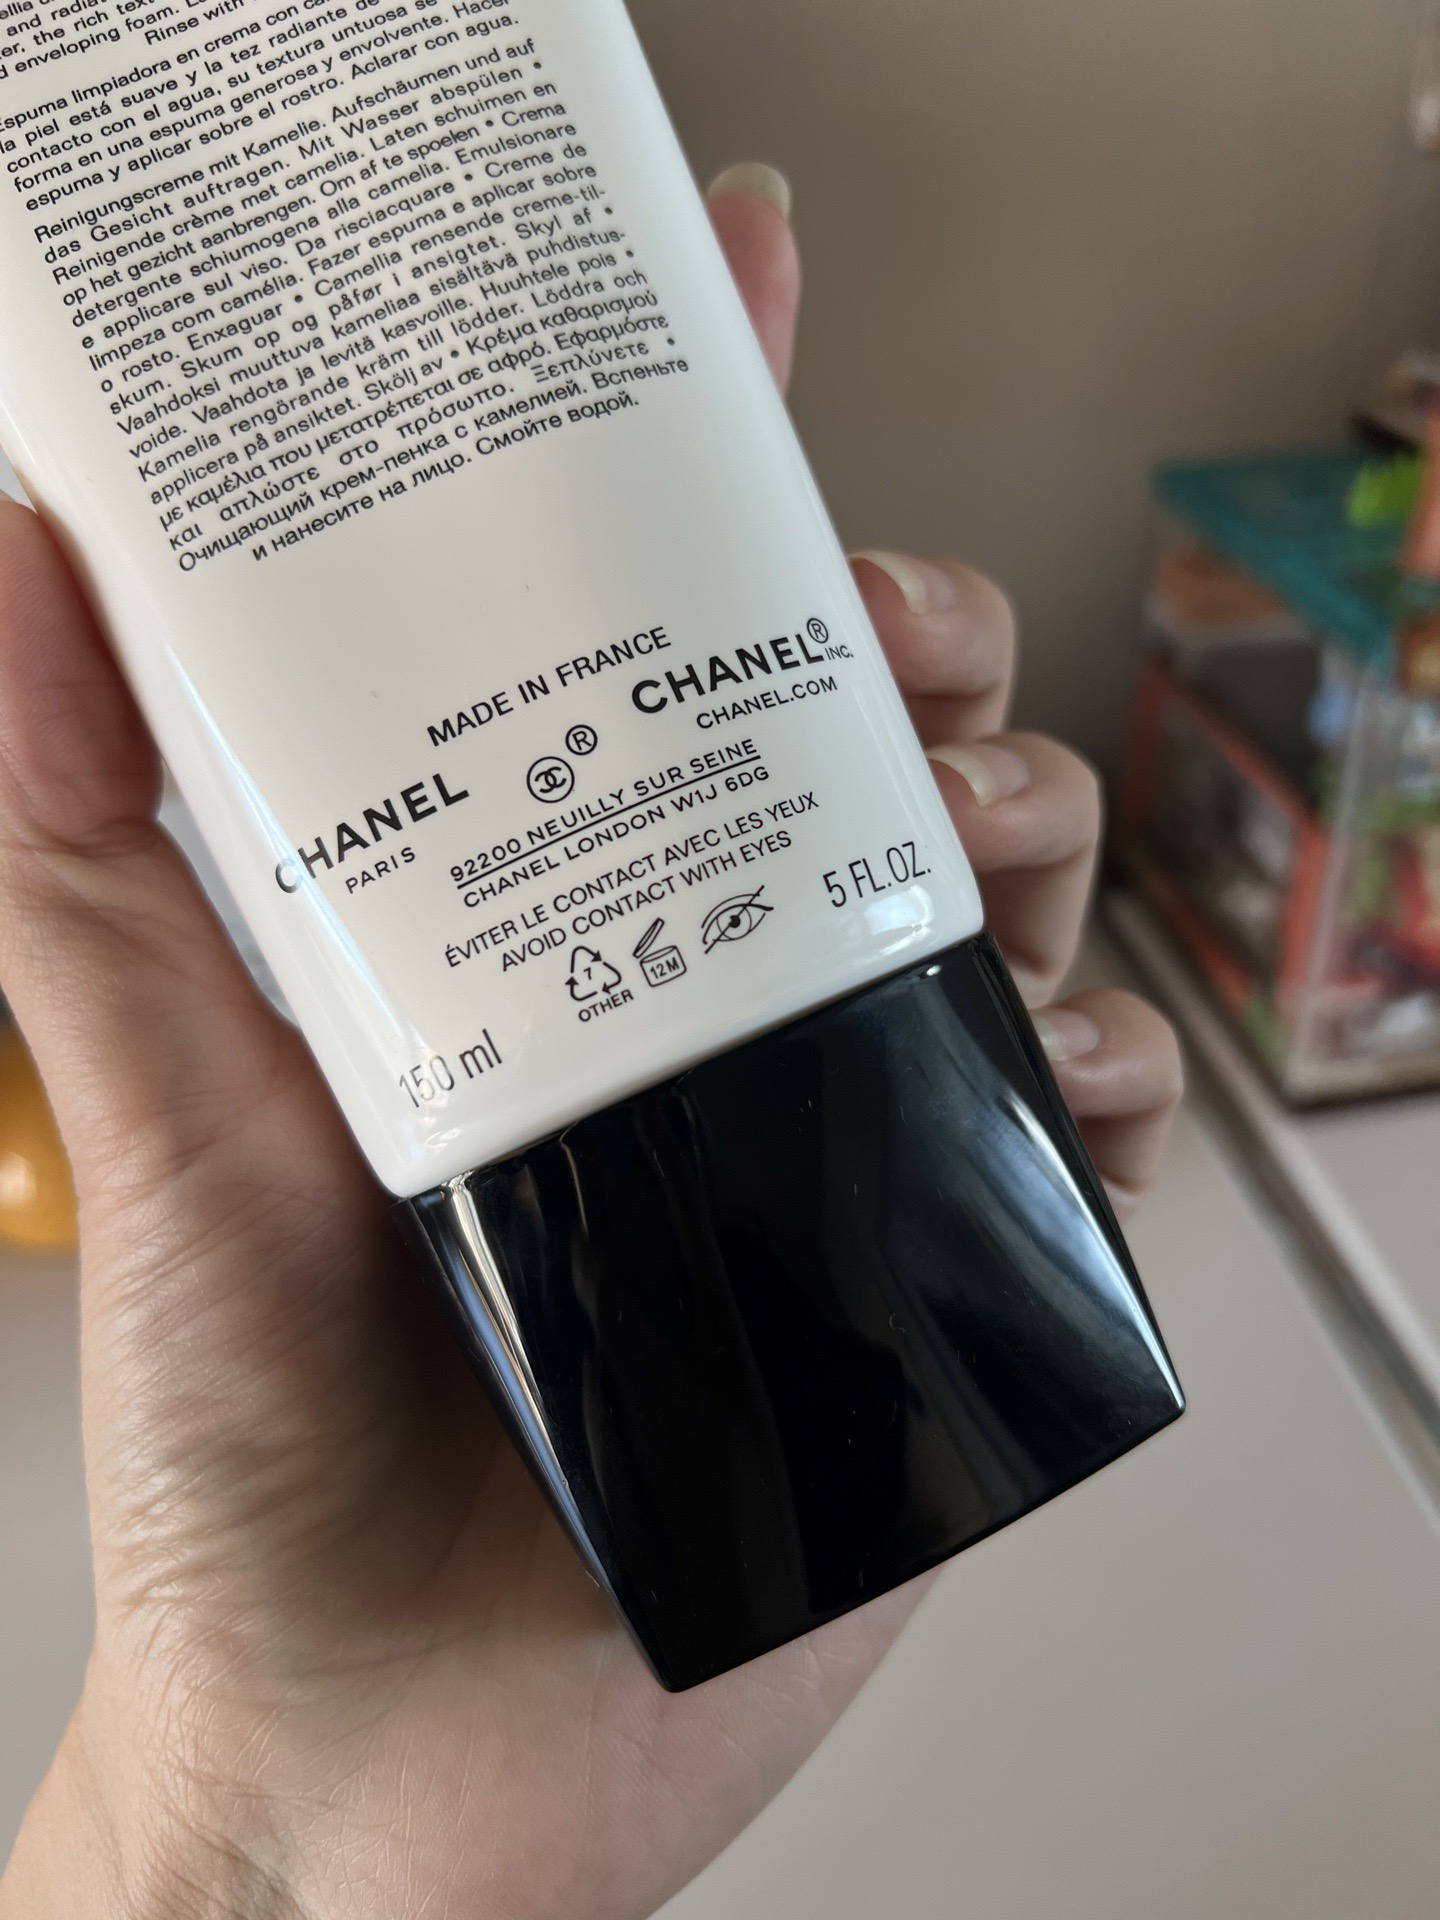 and radiat
the rich text
enveloping foam.
Rinse with
Espuma limpiadora en crema con
la piel está suave y la tez radiante de
contacto con el agua, su textura untuosa se
forma en una espuma generosa y envolvente. Hacer
espuma y aplicar sobre el rostro. Aclarar con agua.
Reinigungscreme mit Kamelie. Aufschäumen und auf
das Gesicht auftragen. Mit Wasser abspülen •
Reinigende crème met camelia. Laten schuimen en
op het gezicht aanbrengen. Om af te spoelen • Crema
detergente schiumogena alla camelia. Emulsionare
e applicare sul viso. Da risciacquare • Creme de
limpeza com camélia. Fazer espuma e aplicar sobre
o rosto. Enxaguar • Camellia rensende creme-til-
skum. Skum op og påfør i ansigtet. Skyl af •
Vaahdoksi muuttuva kameliaa sisältävä puhdistus-
voide. Vaahdota ja levitä kasvoille. Huuhtele pois •
Kamelia rengörande kräm till lödder. Löddra och
applicera på ansiktet. Skölj av • Κρέμα καθαρισμού
με καμέλια που μετατρέπεται σε αφρό. Εφαρμόστε
και απλώστε στο πρόσωπο. Ξεπλύνετε •
Очищающий крем-пенка с камелией. Вспеньте
и нанесите на лицо. Смойте водой.
MADE IN FRANCE
CHANEL ® CHANEL® INC.
PARIS CHANEL.COM
92200 NEUILLY SUR SEINE
CHANEL LONDON W1J 6DG
ÉVITER LE CONTACT AVEC LES YEUX
AVOID CONTACT WITH EYES
7 12M
OTHER
150 ml 5 FL.OZ.